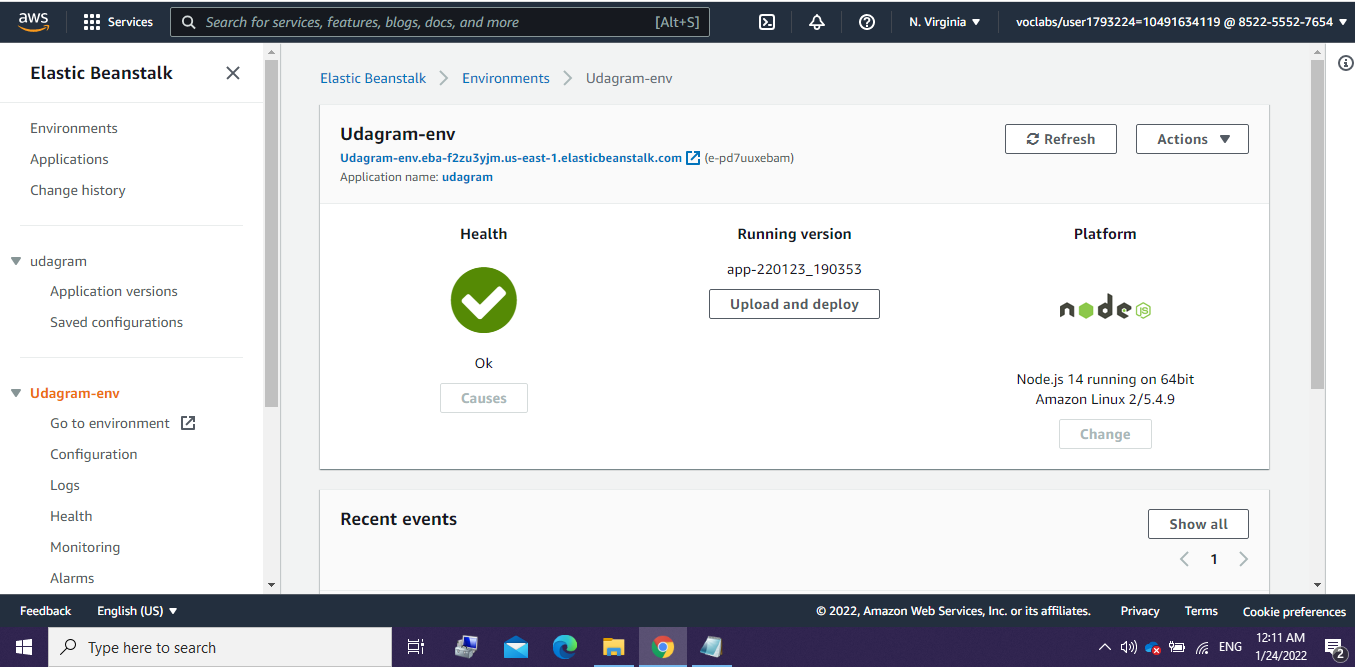 aws
Services
Search for services, features, blogs, docs, and more
[Alt+S]
N. Virginia
voclabs/user1793224=10491634119 @ 8522-5552-7654
Elastic Beanstalk
Environments
Applications
Change history
udagram
Application versions
Saved configurations
Udagram-env
Go to environment
Configuration
Logs
Health
Monitoring
Alarms
Elastic Beanstalk
Environments
Udagram-env
Udagram-env
Udagram-env.eba-f2zu3yjm.us-east-1.elasticbeanstalk.com (e-pd7uuxebam)
Application name: udagram
Refresh
Actions
Health
Ok
Causes
Running version
app-220123_190353
Upload and deploy
Platform
node JS
Node.js 14 running on 64bit
Amazon Linux 2/5.4.9
Change
Recent events
Show all
1
Feedback
English (US)
© 2022, Amazon Web Services, Inc. or its affiliates.
Privacy
Terms
Cookie preferences
Type here to search
ENG
12:11 AM
1/24/2022
2